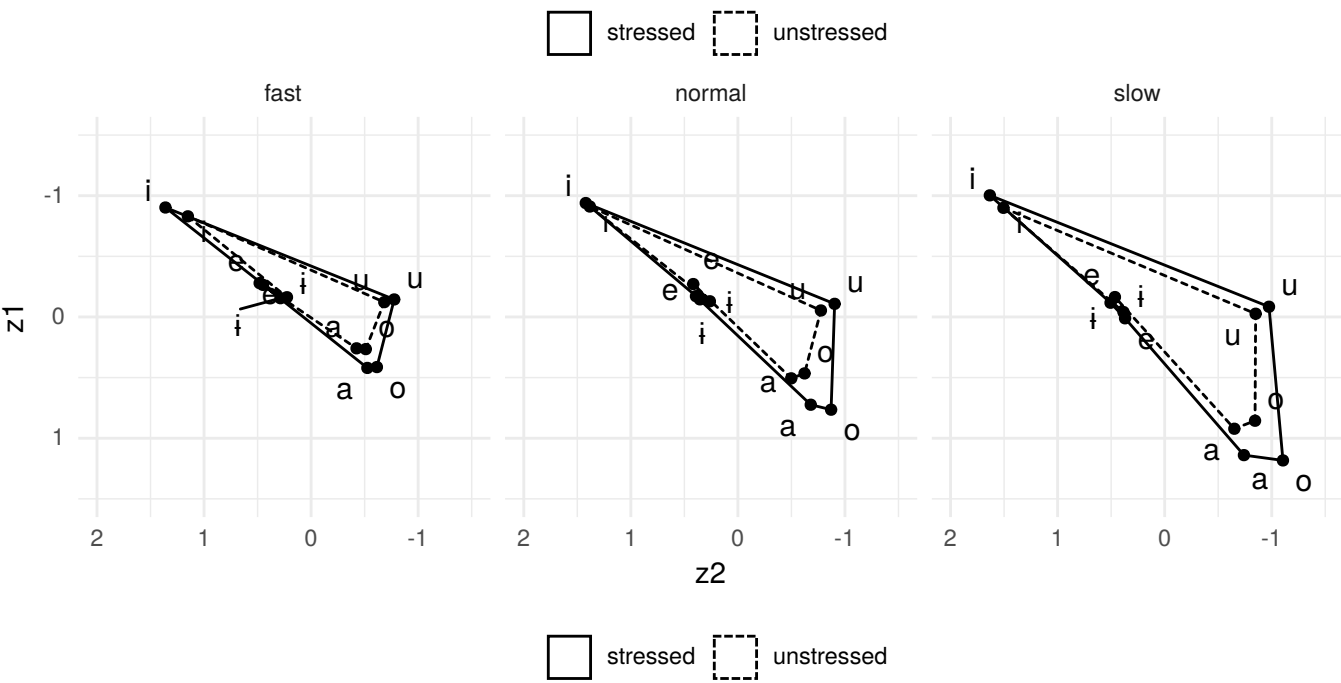 stressed unstressed
fast normal slow
i i i
i i i
e e e
u u u
e i e i i
-1
i i i
u u u
a o o e
0
a o a o
a o a a o
1
2 1 0 -1 2 1 0 -1 2 1 0 -1
z1
z2
stressed unstressed